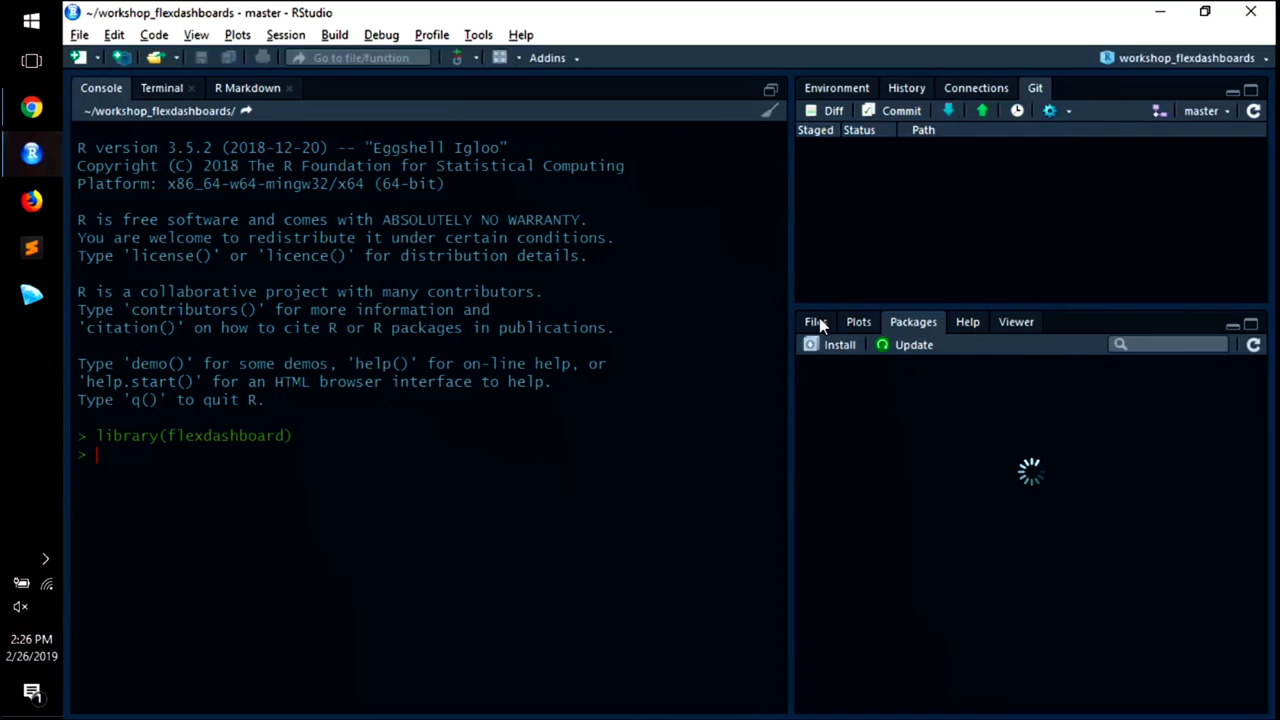 ~/workshop_flexdashboards - master - RStudio
File Edit Code View Plots Session Build Debug Profile Tools Help
Go to file/function Addins workshop_flexdashboards
Console Terminal R Markdown
~/workshop_flexdashboards/
R version 3.5.2 (2018-12-20) -- "Eggshell Igloo"
Copyright (C) 2018 The R Foundation for Statistical Computing
Platform: x86_64-w64-mingw32/x64 (64-bit)
R is free software and comes with ABSOLUTELY NO WARRANTY.
You are welcome to redistribute it under certain conditions.
Type 'license()' or 'licence()' for distribution details.
R is a collaborative project with many contributors.
Type 'contributors()' for more information and
'citation()' on how to cite R or R packages in publications.
Type 'demo()' for some demos, 'help()' for on-line help, or
'help.start()' for an HTML browser interface to help.
Type 'q()' to quit R.
> library(flexdashboard)
>
Environment History Connections Git
Diff Commit master
Staged Status Path
Files Plots Packages Help Viewer
Install Update
2:26 PM
2/26/2019
1